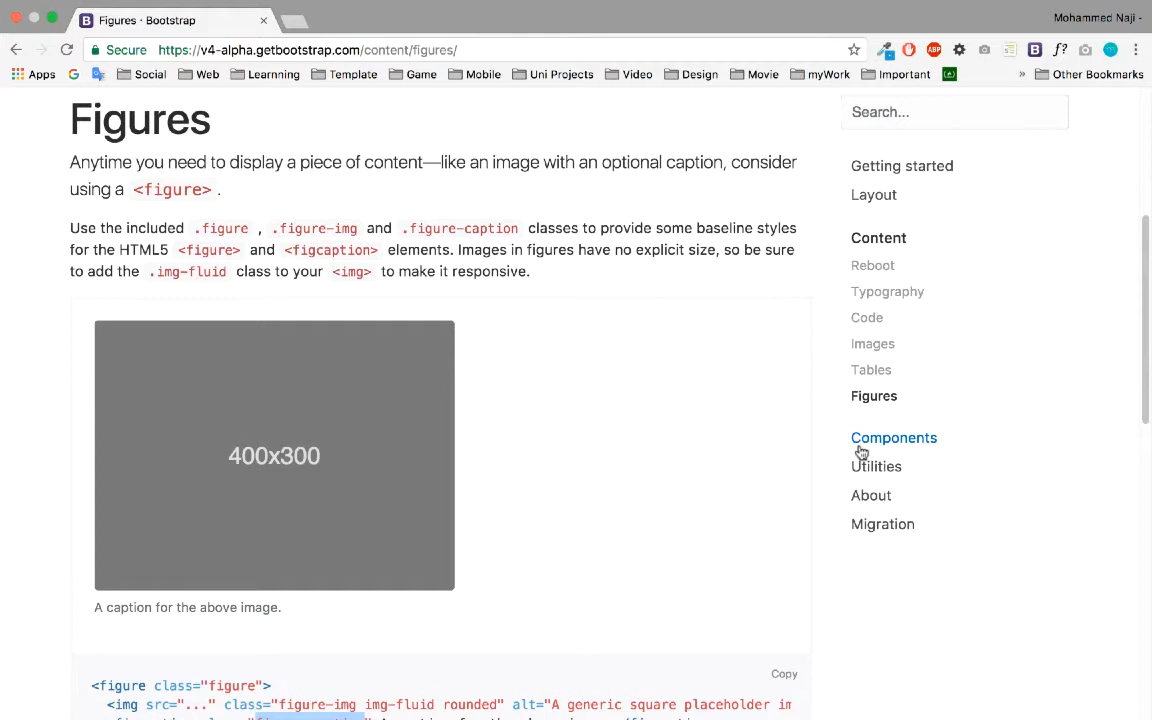 Figures · Bootstrap
Mohammed Naji -
Secure https://v4-alpha.getbootstrap.com/content/figures/
Apps Social Web Learnning Template Game Mobile Uni Projects Video Design Movie myWork Important » Other Bookmarks
Figures
Anytime you need to display a piece of content—like an image with an optional caption, consider
using a <figure>.
Use the included .figure , .figure-img and .figure-caption classes to provide some baseline styles
for the HTML5 <figure> and <figcaption> elements. Images in figures have no explicit size, so be sure
to add the .img-fluid class to your <img> to make it responsive.
400x300
A caption for the above image.
Copy
<figure class="figure">
<img src="..." class="figure-img img-fluid rounded" alt="A generic square placeholder im
Search...
Getting started
Layout
Content
Reboot
Typography
Code
Images
Tables
Figures
Components
Utilities
About
Migration